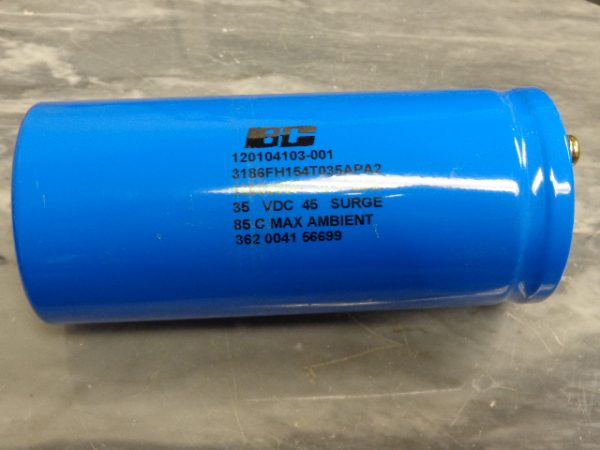 BC
120104103-001
3186FH154T035APA2
35 VDC 45 SURGE
85 C MAX AMBIENT
362 0041 56699